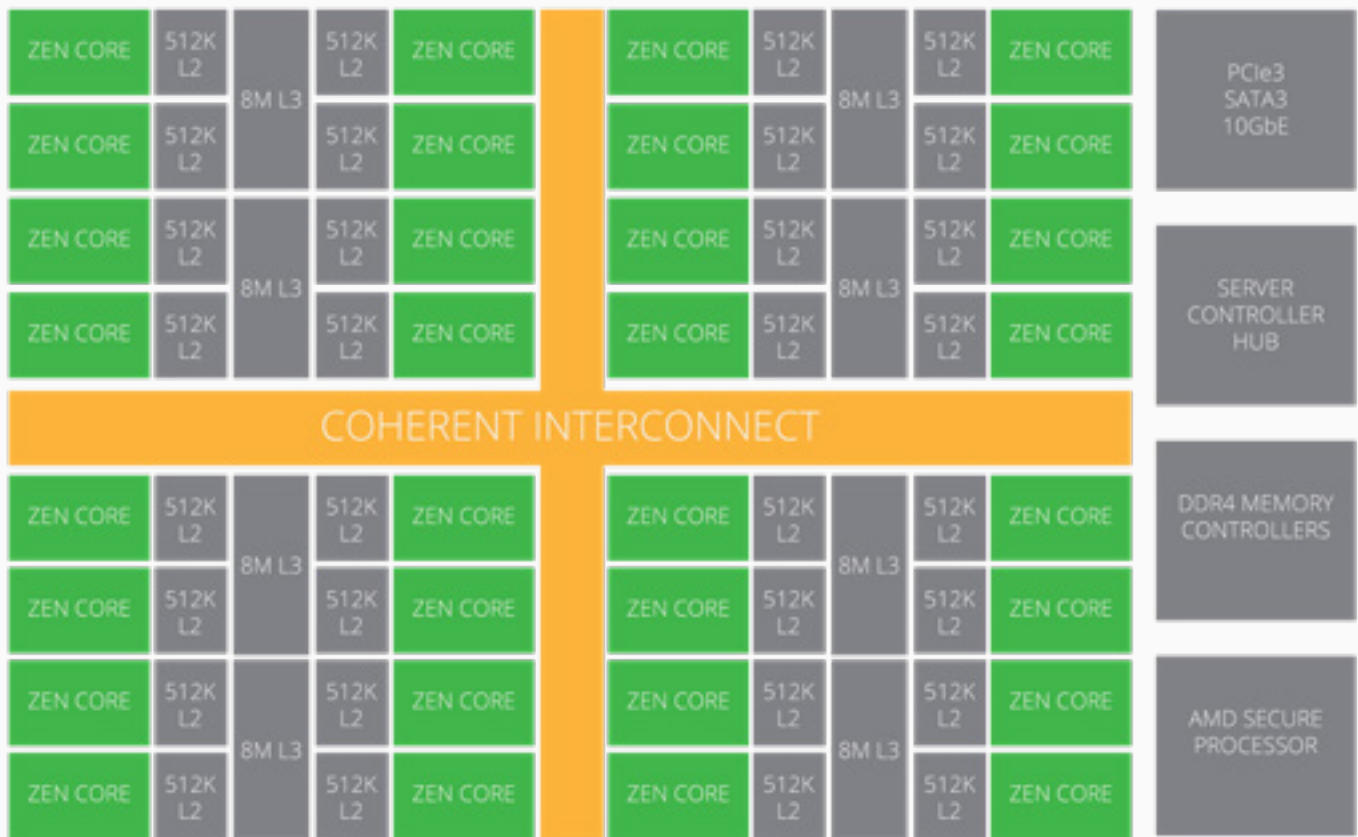 ZEN CORE 512K L2 8M L3 512K L2 ZEN CORE ZEN CORE 512K L2 8M L3 512K L2 ZEN CORE
ZEN CORE 512K L2 512K L2 ZEN CORE ZEN CORE 512K L2 512K L2 ZEN CORE
ZEN CORE 512K L2 8M L3 512K L2 ZEN CORE ZEN CORE 512K L2 8M L3 512K L2 ZEN CORE
ZEN CORE 512K L2 512K L2 ZEN CORE ZEN CORE 512K L2 512K L2 ZEN CORE
COHERENT INTERCONNECT
ZEN CORE 512K L2 8M L3 512K L2 ZEN CORE ZEN CORE 512K L2 8M L3 512K L2 ZEN CORE
ZEN CORE 512K L2 512K L2 ZEN CORE ZEN CORE 512K L2 512K L2 ZEN CORE
ZEN CORE 512K L2 8M L3 512K L2 ZEN CORE ZEN CORE 512K L2 8M L3 512K L2 ZEN CORE
ZEN CORE 512K L2 512K L2 ZEN CORE ZEN CORE 512K L2 512K L2 ZEN CORE
PCIe3
SATA3
10GbE
SERVER
CONTROLLER
HUB
DDR4 MEMORY
CONTROLLERS
AMD SECURE
PROCESSOR